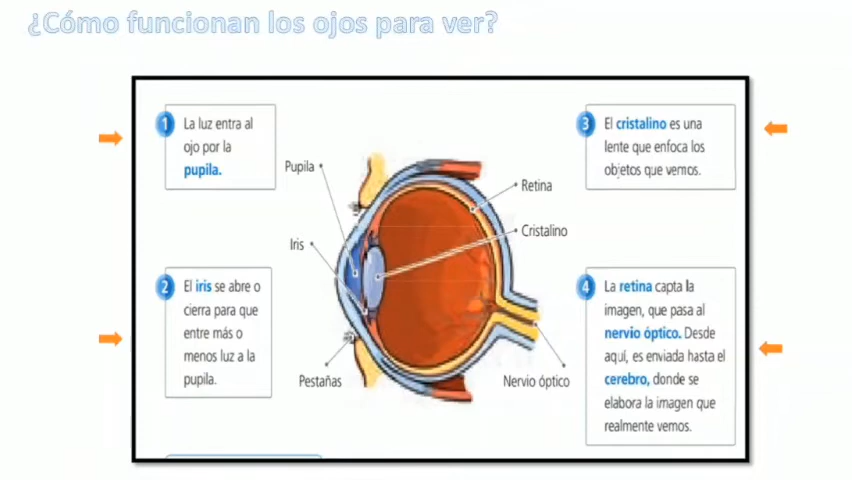 ¿Cómo funcionan los ojos para ver?
1
La luz entra al
ojo por la
pupila.
2
El iris se abre o
cierra para que
entre más o
menos luz a la
pupila.
Pupila
Iris
Pestañas
Retina
Cristalino
Nervio óptico
3
El cristalino es una
lente que enfoca los
objetos que vemos.
4
La retina capta la
imagen, que pasa al
nervio óptico. Desde
aquí, es enviada hasta el
cerebro, donde se
elabora la imagen que
realmente vemos.